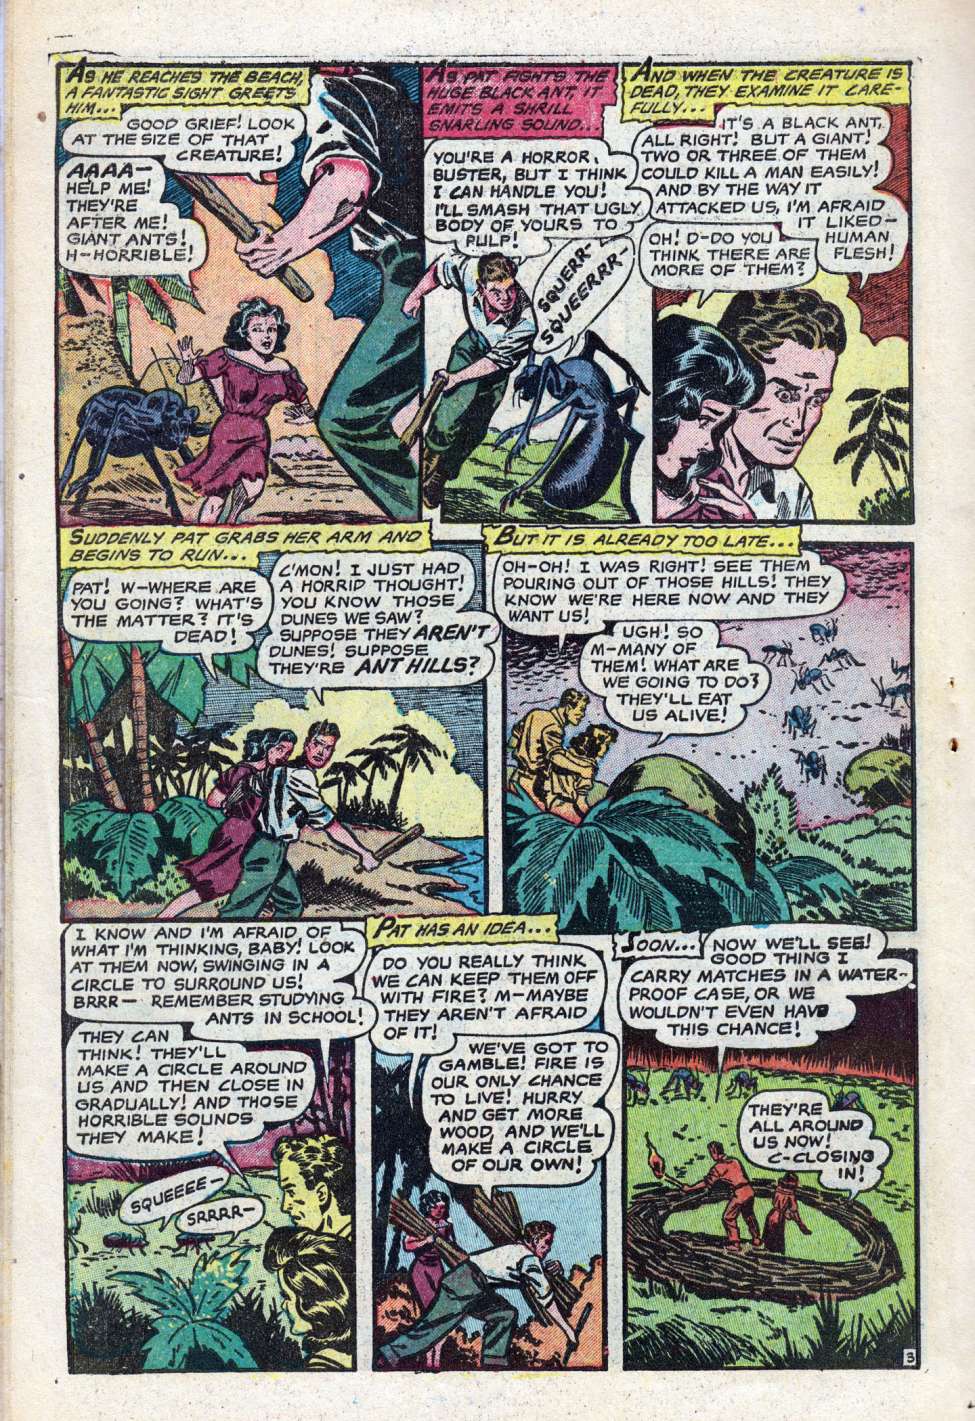 AS HE REACHES THE BEACH,
A FANTASTIC SIGHT GREETS
HIM...
GOOD GRIEF! LOOK
AT THE SIZE OF THAT
CREATURE!
AAAA-
HELP ME!
THEY'RE
AFTER ME!
GIANT ANTS!
H-HORRIBLE!
AS PAT FIGHTS THE
HUGE BLACK ANT, IT
EMITS A SHRILL
SNARLING SOUND...
YOU'RE A HORROR,
BUSTER, BUT I THINK
I CAN HANDLE YOU!
I'LL SMASH THAT UGLY
BODY OF YOURS TO
PULP!
SQUERR-
SQUEERRR-
AND WHEN THE CREATURE IS
DEAD, THEY EXAMINE IT CARE-
FULLY...
IT'S A BLACK ANT,
ALL RIGHT! BUT A GIANT!
TWO OR THREE OF THEM
COULD KILL A MAN EASILY!
AND BY THE WAY IT
ATTACKED US, I'M AFRAID
IT LIKED-
HUMAN
FLESH!
OH! D-DO YOU
THINK THERE ARE
MORE OF THEM?
SUDDENLY PAT GRABS HER ARM AND
BEGINS TO RUN...
PAT! W-WHERE ARE
YOU GOING? WHAT'S
THE MATTER? IT'S
DEAD!
C'MON! I JUST HAD
A HORRID THOUGHT!
YOU KNOW THOSE
DUNES WE SAW?
SUPPOSE THEY AREN'T
DUNES! SUPPOSE
THEY'RE ANT HILLS?
BUT IT IS ALREADY TOO LATE...
OH-OH! I WAS RIGHT! SEE THEM
POURING OUT OF THOSE HILLS! THEY
KNOW WE'RE HERE NOW AND THEY
WANT US!
UGH! SO
M-MANY OF
THEM! WHAT ARE
WE GOING TO DO?
THEY'LL EAT
US ALIVE!
I KNOW AND I'M AFRAID OF
WHAT I'M THINKING, BABY! LOOK
AT THEM NOW, SWINGING IN A
CIRCLE TO SURROUND US!
BRRR- REMEMBER STUDYING
ANTS IN SCHOOL!
THEY CAN
THINK! THEY'LL
MAKE A CIRCLE AROUND
US AND THEN CLOSE IN
GRADUALLY! AND THOSE
HORRIBLE SOUNDS
THEY MAKE!
SQUEEEE-
SRRRR-
PAT HAS AN IDEA...
DO YOU REALLY THINK
WE CAN KEEP THEM OFF
WITH FIRE? M-MAYBE
THEY AREN'T AFRAID
OF IT!
WE'VE GOT TO
GAMBLE! FIRE IS
OUR ONLY CHANCE
TO LIVE! HURRY
AND GET MORE
WOOD, AND WE'LL
MAKE A CIRCLE
OF OUR OWN!
SOON...
NOW WE'LL SEE!
GOOD THING I
CARRY MATCHES IN A WATER-
PROOF CASE, OR WE
WOULDN'T EVEN HAVE
THIS CHANCE!
THEY'RE
ALL AROUND
US NOW!
C-CLOSING
IN!
3